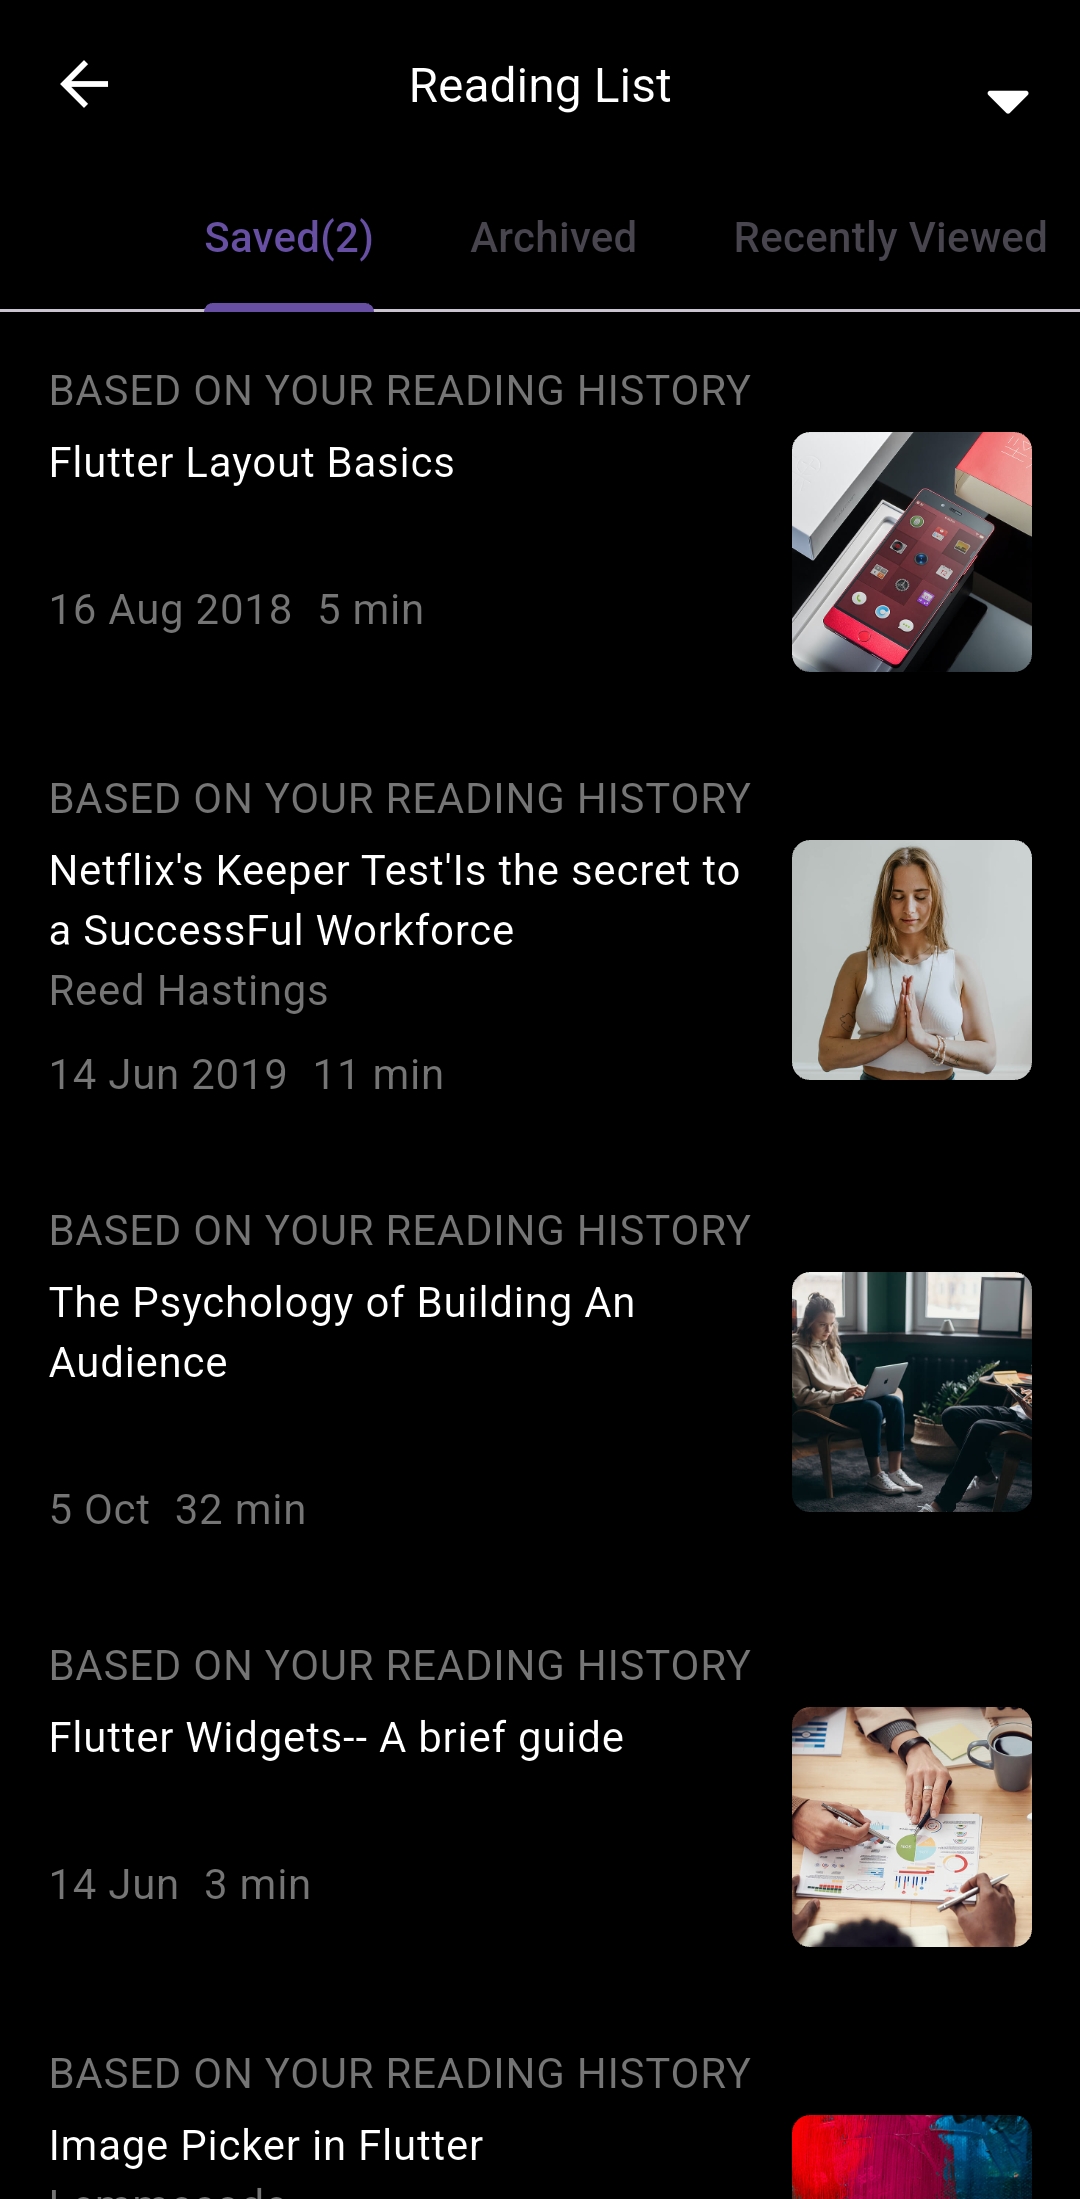 Reading List
Saved(2) Archived Recently Viewed
BASED ON YOUR READING HISTORY
Flutter Layout Basics
16 Aug 2018 5 min
BASED ON YOUR READING HISTORY
Netflix's Keeper Test'Is the secret to
a SuccessFul Workforce
Reed Hastings
14 Jun 2019 11 min
BASED ON YOUR READING HISTORY
The Psychology of Building An
Audience
5 Oct 32 min
BASED ON YOUR READING HISTORY
Flutter Widgets-- A brief guide
14 Jun 3 min
BASED ON YOUR READING HISTORY
Image Picker in Flutter